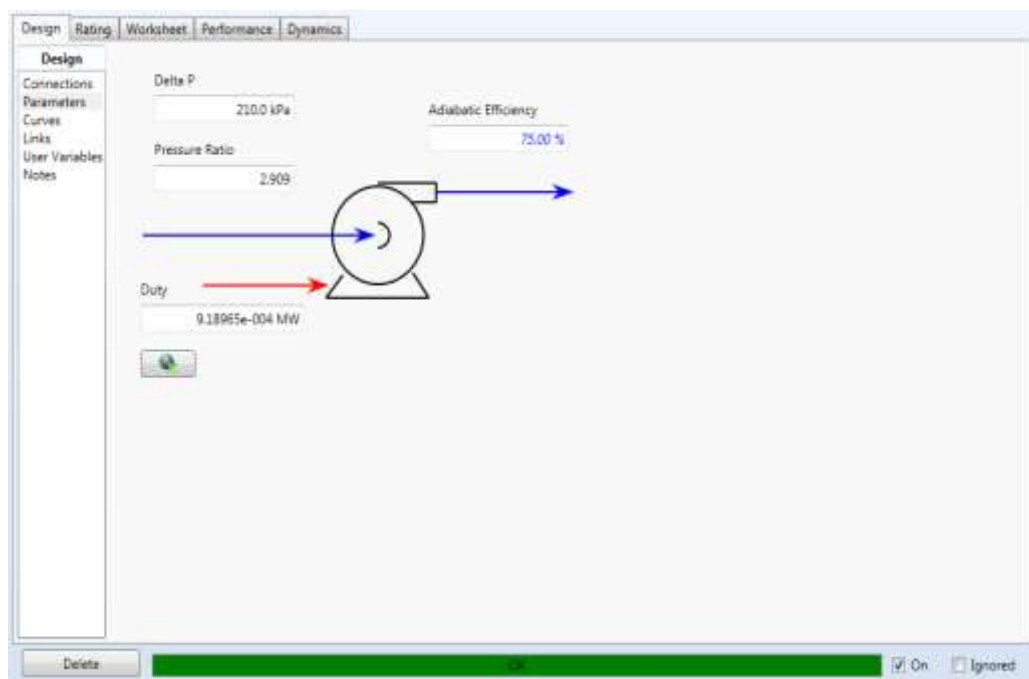 Design Rating Worksheet Performance Dynamics
Design
Connections
Parameters
Curves
Links
User Variables
Notes
Delta P
210.0 kPa
Adiabatic Efficiency
75.00 %
Pressure Ratio
2.909
Duty
9.18965e-004 MW
Delete
OK
On
Ignored